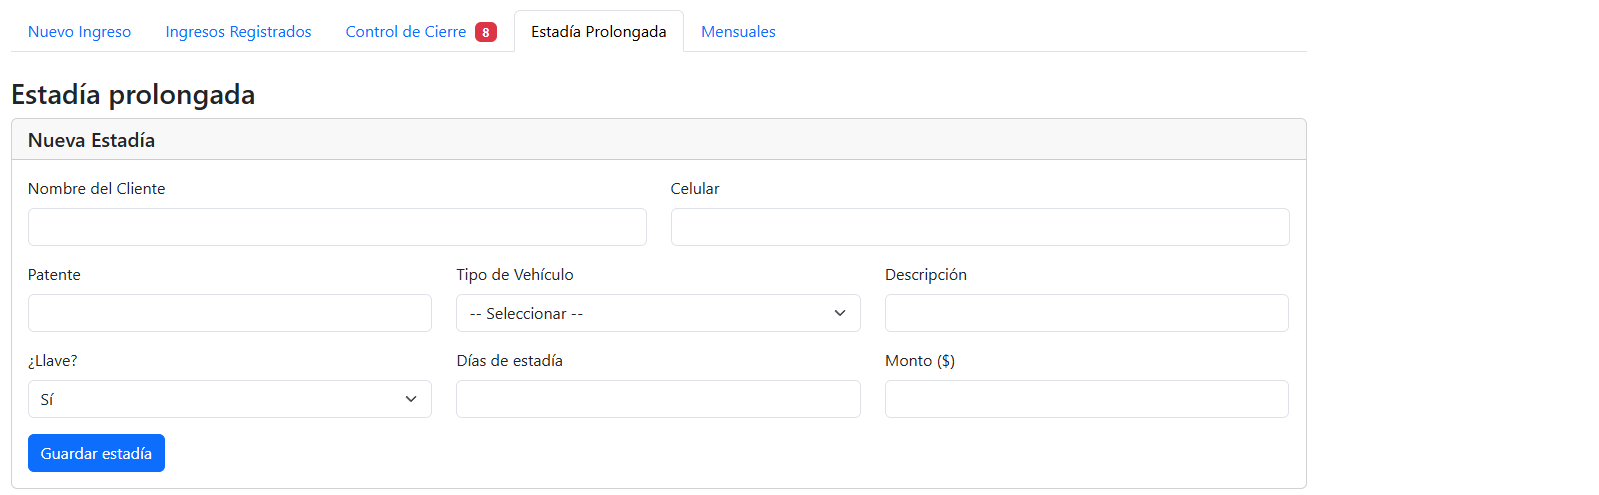 Nuevo Ingreso Ingresos Registrados Control de Cierre 8 Estadía Prolongada Mensuales
Estadía prolongada
Nueva Estadía
Nombre del Cliente Celular
Patente Tipo de Vehículo Descripción
-- Seleccionar --
¿Llave? Días de estadía Monto ($)
Sí
Guardar estadía